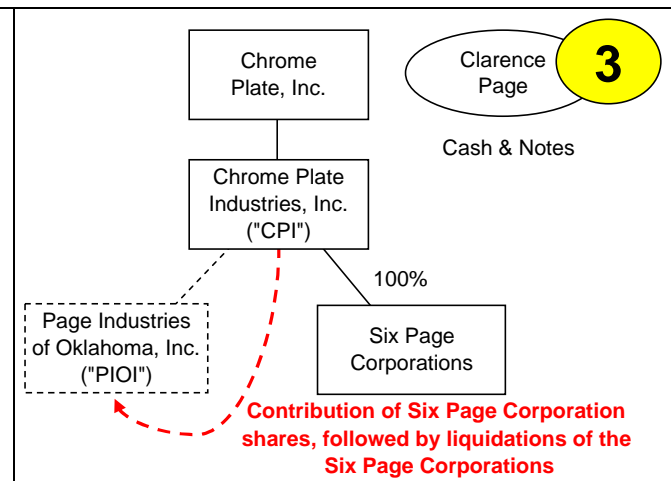 Chrome
Plate, Inc.
Clarence
Page
3
Cash & Notes
Chrome Plate
Industries, Inc.
("CPI")
100%
Page Industries
of Oklahoma, Inc.
("PIOI")
Six Page
Corporations
Contribution of Six Page Corporation
shares, followed by liquidations of the
Six Page Corporations